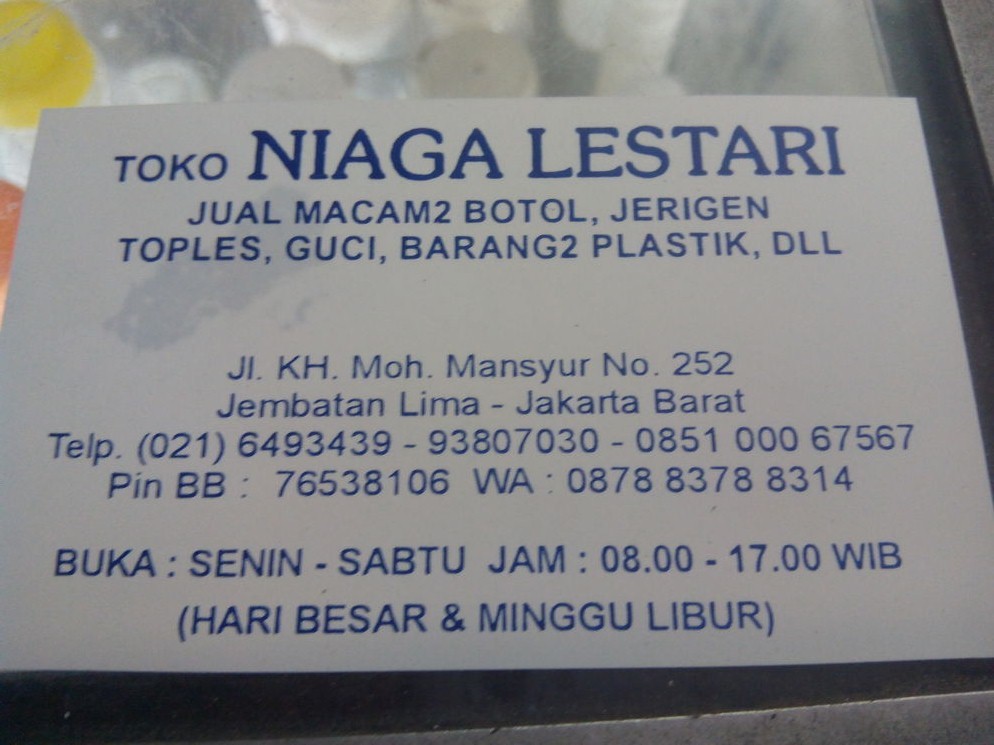 TOKO NIAGA LESTARI
JUAL MACAM2 BOTOL, JERIGEN
TOPLES, GUCI, BARANG2 PLASTIK, DLL
Jl. KH. Moh. Mansyur No. 252
Jembatan Lima - Jakarta Barat
Telp. (021) 6493439 - 93807030 - 0851 000 67567
Pin BB : 76538106 WA : 0878 8378 8314
BUKA : SENIN - SABTU JAM : 08.00 - 17.00 WIB
(HARI BESAR & MINGGU LIBUR)